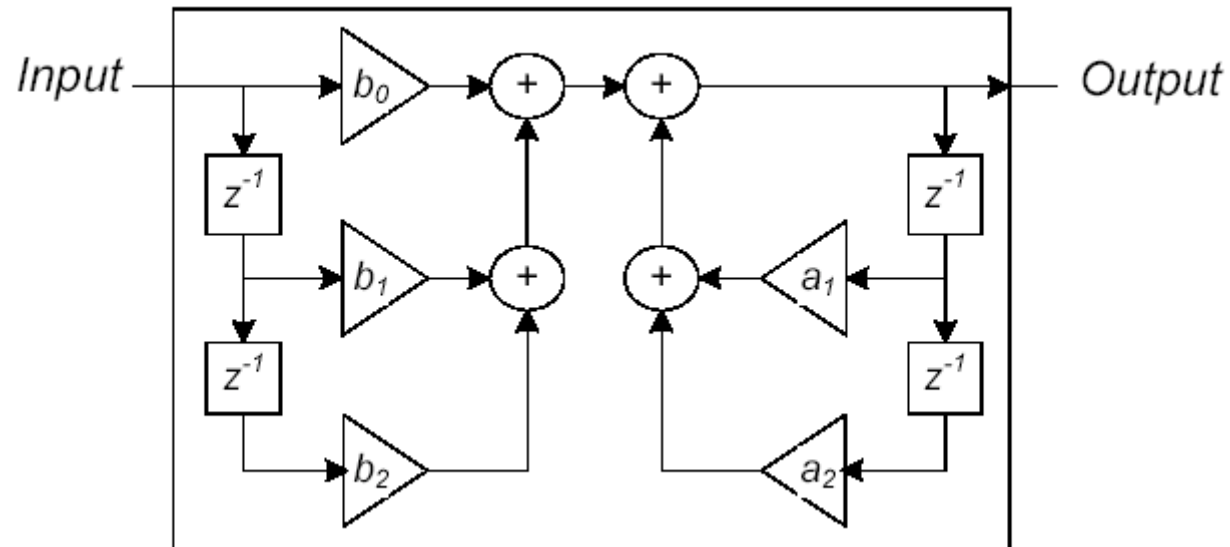 Input b₀ + + Output
z⁻¹ z⁻¹
b₁ + + a₁
z⁻¹ z⁻¹
b₂ a₂